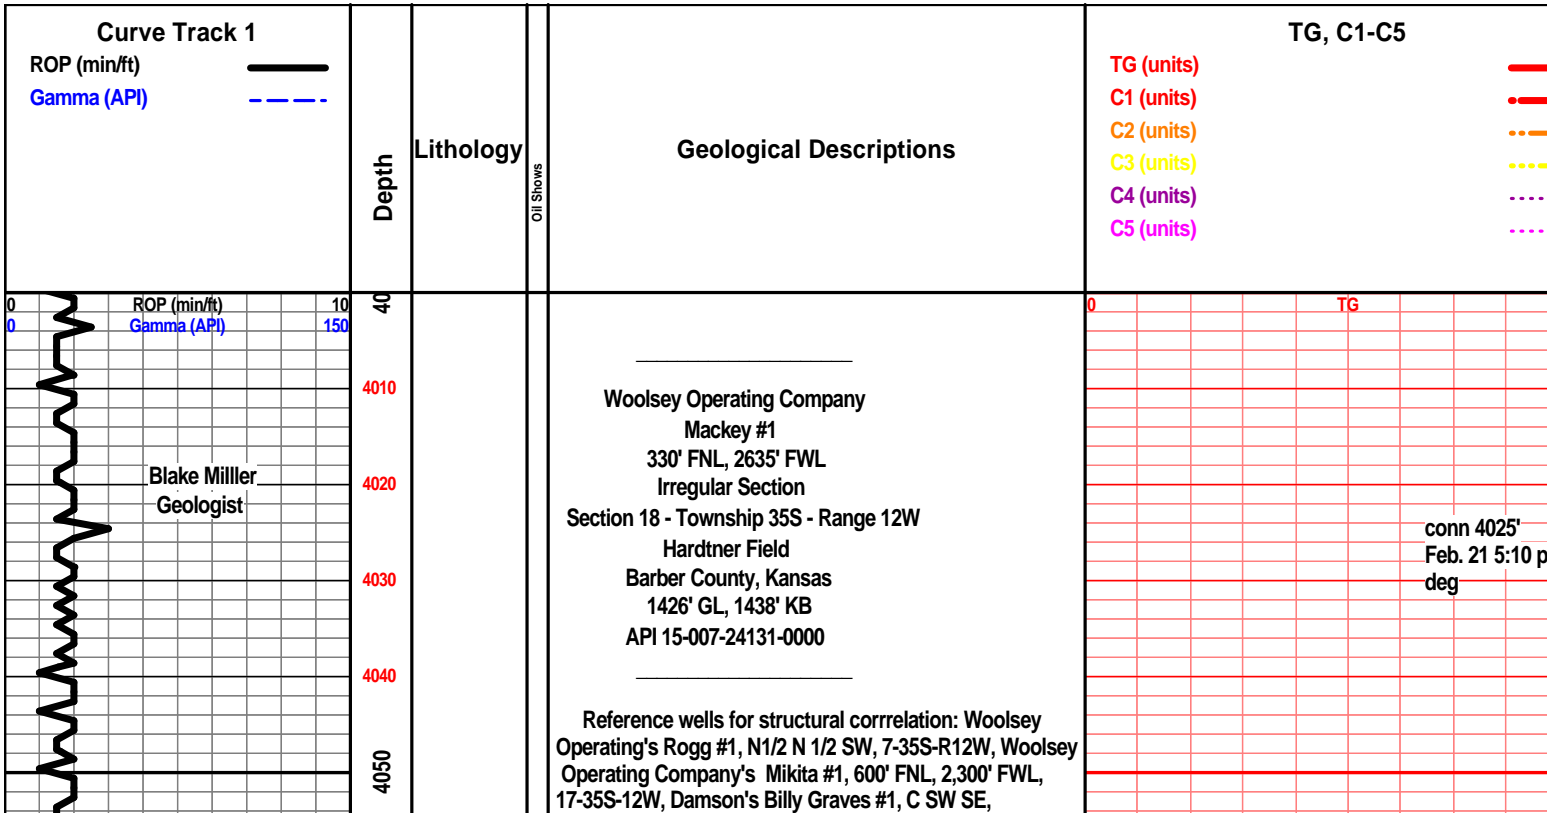 Curve Track 1
ROP (min/ft)
Gamma (API)
Depth
Lithology
Oil Shows
Geological Descriptions
TG, C1-C5
TG (units)
C1 (units)
C2 (units)
C3 (units)
C4 (units)
C5 (units)
0 ROP (min/ft) 10
0 Gamma (API) 150
40
0 TG
4010
4020
4030
4040
4050
Blake Milller
Geologist
Woolsey Operating Company
Mackey #1
330' FNL, 2635' FWL
Irregular Section
Section 18 - Township 35S - Range 12W
Hardtner Field
Barber County, Kansas
1426' GL, 1438' KB
API 15-007-24131-0000
Reference wells for structural corrrelation: Woolsey
Operating's Rogg #1, N1/2 N 1/2 SW, 7-35S-R12W, Woolsey
Operating Company's Mikita #1, 600' FNL, 2,300' FWL,
17-35S-12W, Damson's Billy Graves #1, C SW SE,
conn 4025'
Feb. 21 5:10 p
deg